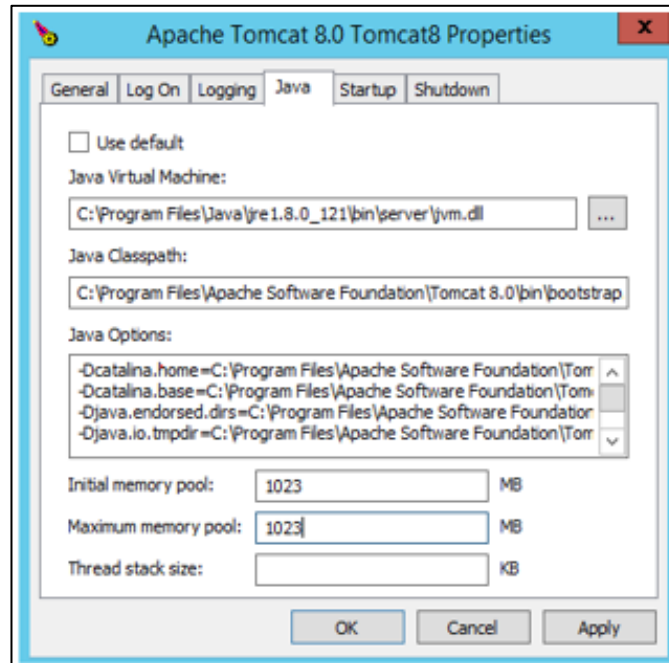 Apache Tomcat 8.0 Tomcat8 Properties
x
General Log On Logging Java Startup Shutdown
Use default
Java Virtual Machine:
C:\Program Files\Java\jre1.8.0_121\bin\server\jvm.dll ...
Java Classpath:
C:\Program Files\Apache Software Foundation\Tomcat 8.0\bin\bootstrap
Java Options:
-Dcatalina.home=C:\Program Files\Apache Software Foundation\Tom
-Dcatalina.base=C:\Program Files\Apache Software Foundation\Tom
-Djava.endorsed.dirs=C:\Program Files\Apache Software Foundation
-Djava.io.tmpdir=C:\Program Files\Apache Software Foundation\Tom
Initial memory pool: 1023 MB
Maximum memory pool: 1023 MB
Thread stack size: KB
OK Cancel Apply